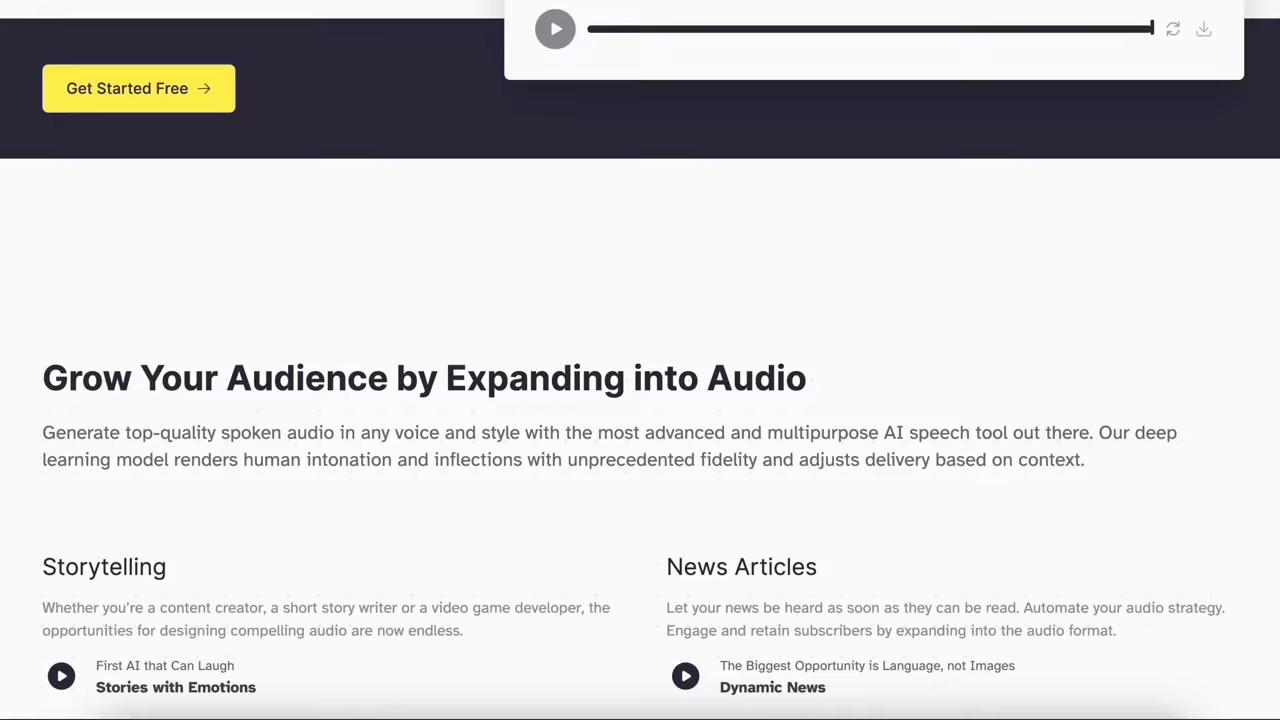 Get Started Free
Grow Your Audience by Expanding into Audio
Generate top-quality spoken audio in any voice and style with the most advanced and multipurpose AI speech tool out there. Our deep
learning model renders human intonation and inflections with unprecedented fidelity and adjusts delivery based on context.
Storytelling
Whether you’re a content creator, a short story writer or a video game developer, the
opportunities for designing compelling audio are now endless.
First AI that Can Laugh
Stories with Emotions
News Articles
Let your news be heard as soon as they can be read. Automate your audio strategy.
Engage and retain subscribers by expanding into the audio format.
The Biggest Opportunity is Language, not Images
Dynamic News